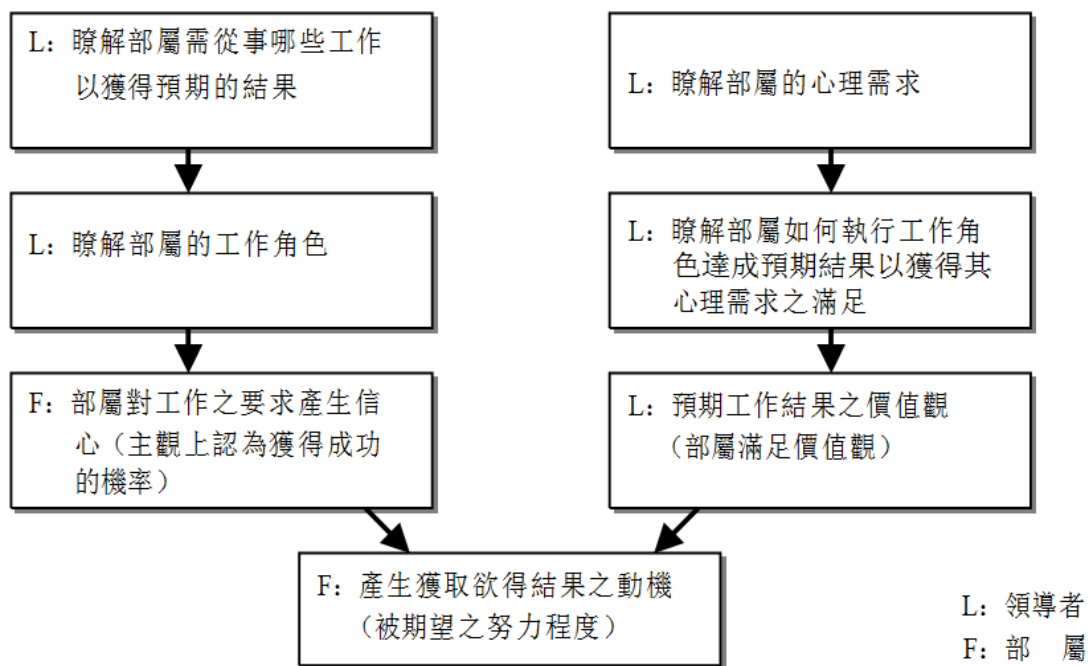 L：瞭解部屬需從事哪些工作
以獲得預期的結果
L：瞭解部屬的工作角色
F：部屬對工作之要求產生信
心（主觀上認為獲得成功
的機率）
L：瞭解部屬的心理需求
L：瞭解部屬如何執行工作角
色達成預期結果以獲得其
心理需求之滿足
L：預期工作結果之價值觀
（部屬滿足價值觀）
F：產生獲取欲得結果之動機
（被期望之努力程度）
L：領導者
F：部　屬